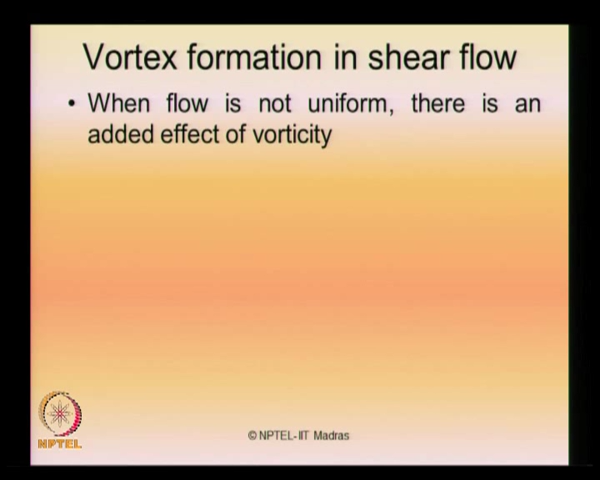 Vortex formation in shear flow
• When flow is not uniform, there is an
added effect of vorticity
NPTEL
© NPTEL-IIT Madras